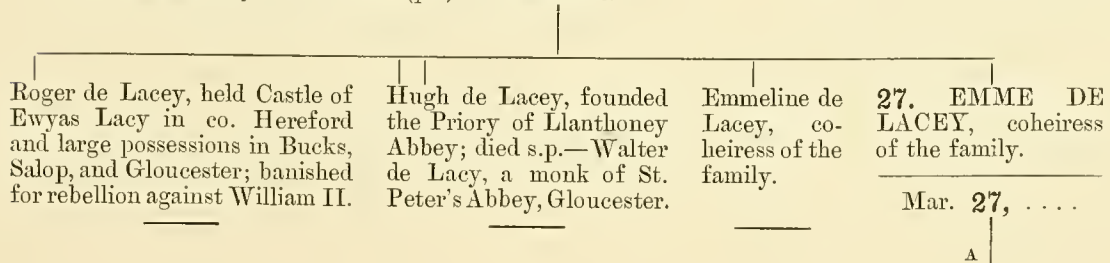 Roger de Lacey, held Castle of
Ewyas Lacy in co. Hereford
and large possessions in Bucks,
Salop, and Gloucester; banished
for rebellion against William II.
Hugh de Lacey, founded
the Priory of Llanthoney
Abbey; died s.p.—Walter
de Lacy, a monk of St.
Peter's Abbey, Gloucester.
Emmeline de
Lacey, co-
heiress of the
family.
27. EMME DE
LACEY, coheiress
of the family.
Mar. 27, ....
A